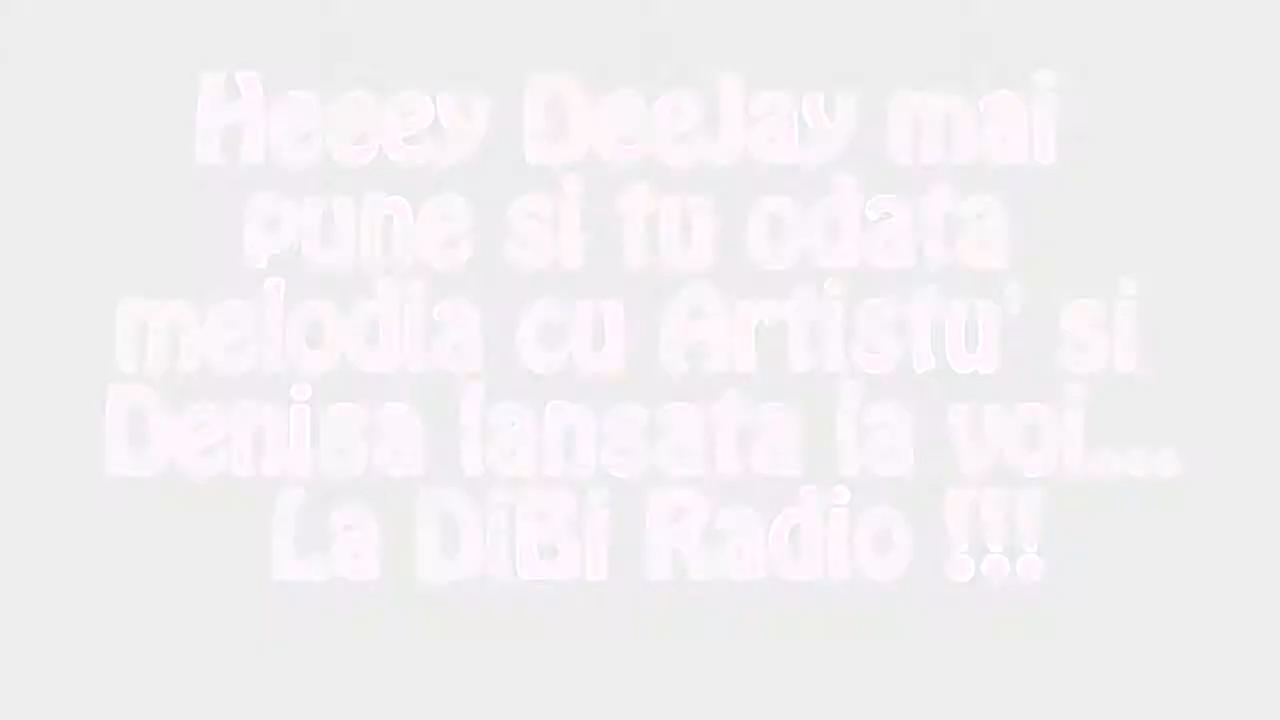 Heeey DeeJay mai
pune si tu odata
melodia cu Artistu' si
Denisa lansata la voi....
La DiBi Radio !!!